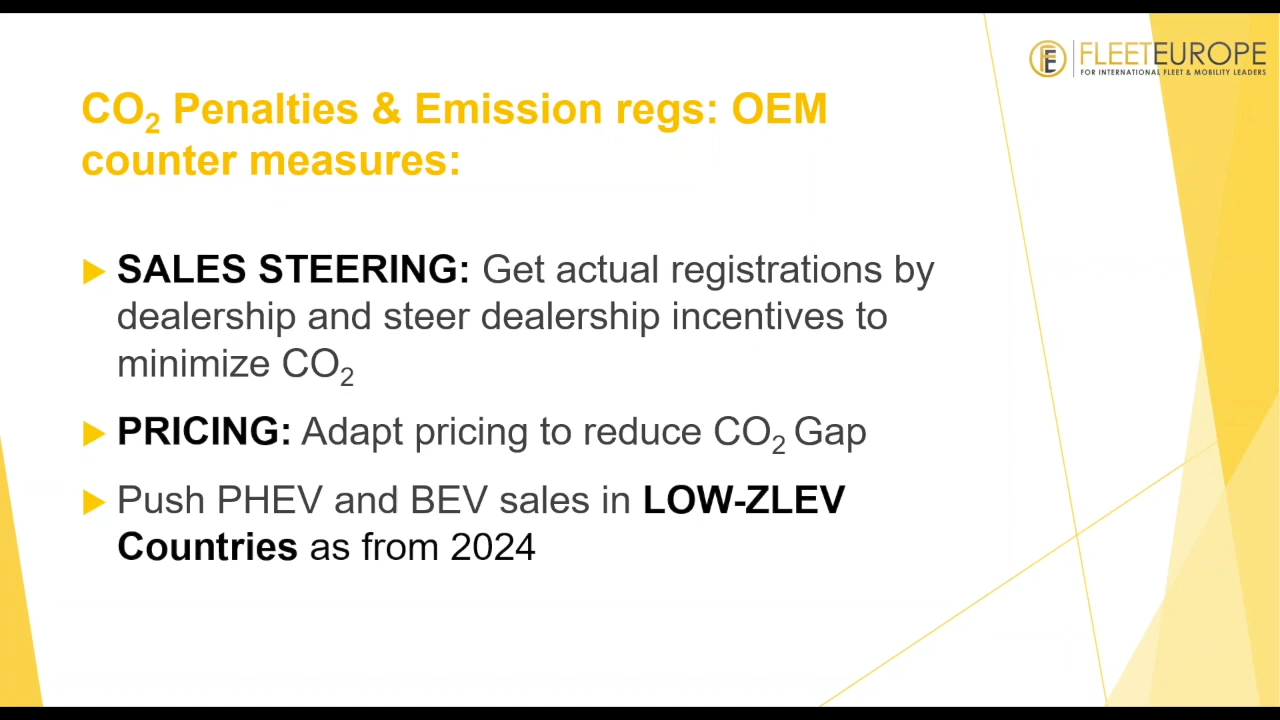 FLEETEUROPE
FOR INTERNATIONAL FLEET & MOBILITY LEADERS
CO₂ Penalties & Emission regs: OEM
counter measures:
SALES STEERING: Get actual registrations by
dealership and steer dealership incentives to
minimize CO₂
PRICING: Adapt pricing to reduce CO₂ Gap
Push PHEV and BEV sales in LOW-ZLEV
Countries as from 2024